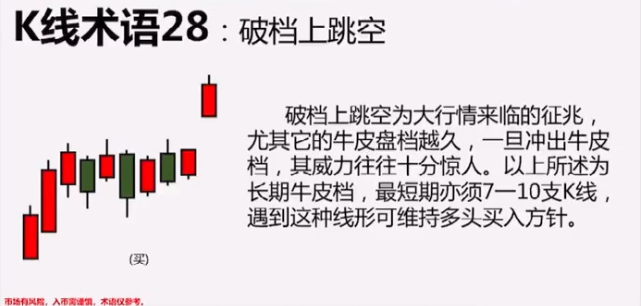 K线术语28：破档上跳空
破档上跳空为大行情来临的征兆，
尤其它的牛皮盘档越久，一旦冲出牛皮
档，其威力往往十分惊人。以上所述为
长期牛皮档，最短期亦须7一10支K线，
遇到这种线形可维持多头买入方针。
(买)
市场有风险，入市需谨慎，术语仅参考。